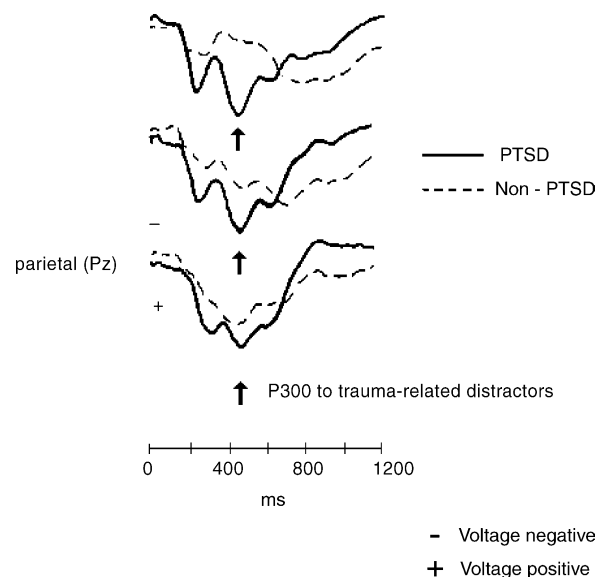 PTSD
Non - PTSD
−
parietal (Pz)
+
P300 to trauma-related distractors
0 400 800 1200
ms
- Voltage negative
+ Voltage positive